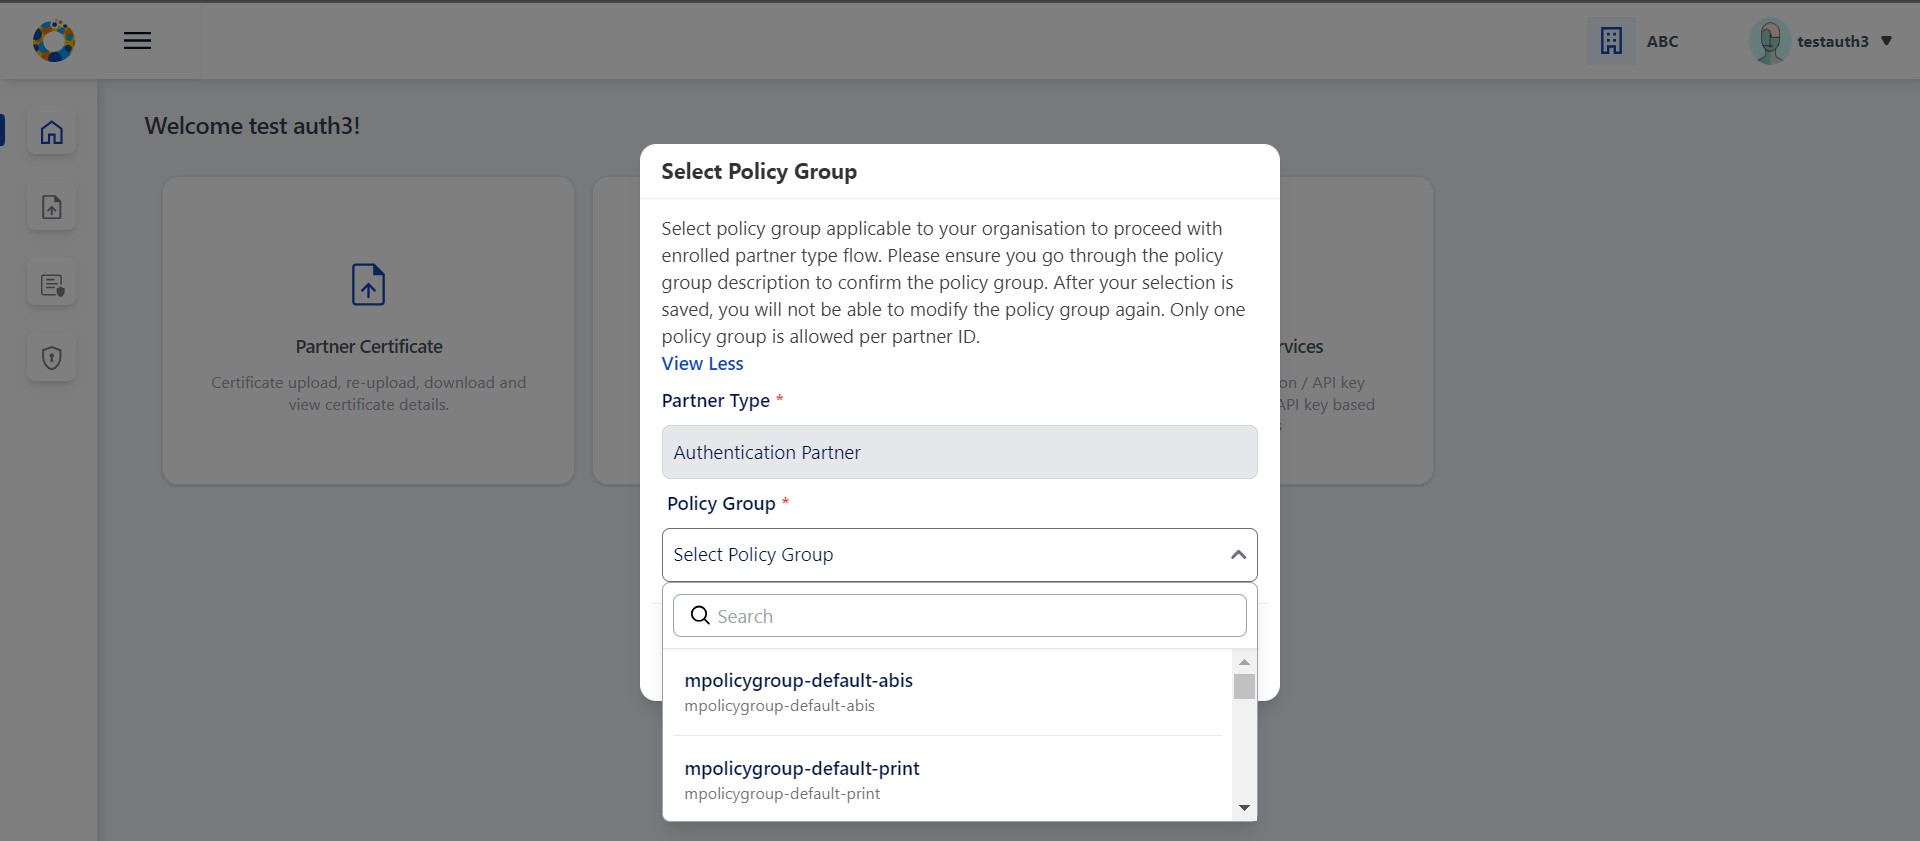 ABC
testauth3
Welcome test auth3!
Partner Certificate
Certificate upload, re-upload, download and
view certificate details.
rvices
on / API key
API key based
Select Policy Group
Select policy group applicable to your organisation to proceed with
enrolled partner type flow. Please ensure you go through the policy
group description to confirm the policy group. After your selection is
saved, you will not be able to modify the policy group again. Only one
policy group is allowed per partner ID.
View Less
Partner Type *
Authentication Partner
Policy Group *
Select Policy Group
Search
mpolicygroup-default-abis
mpolicygroup-default-abis
mpolicygroup-default-print
mpolicygroup-default-print